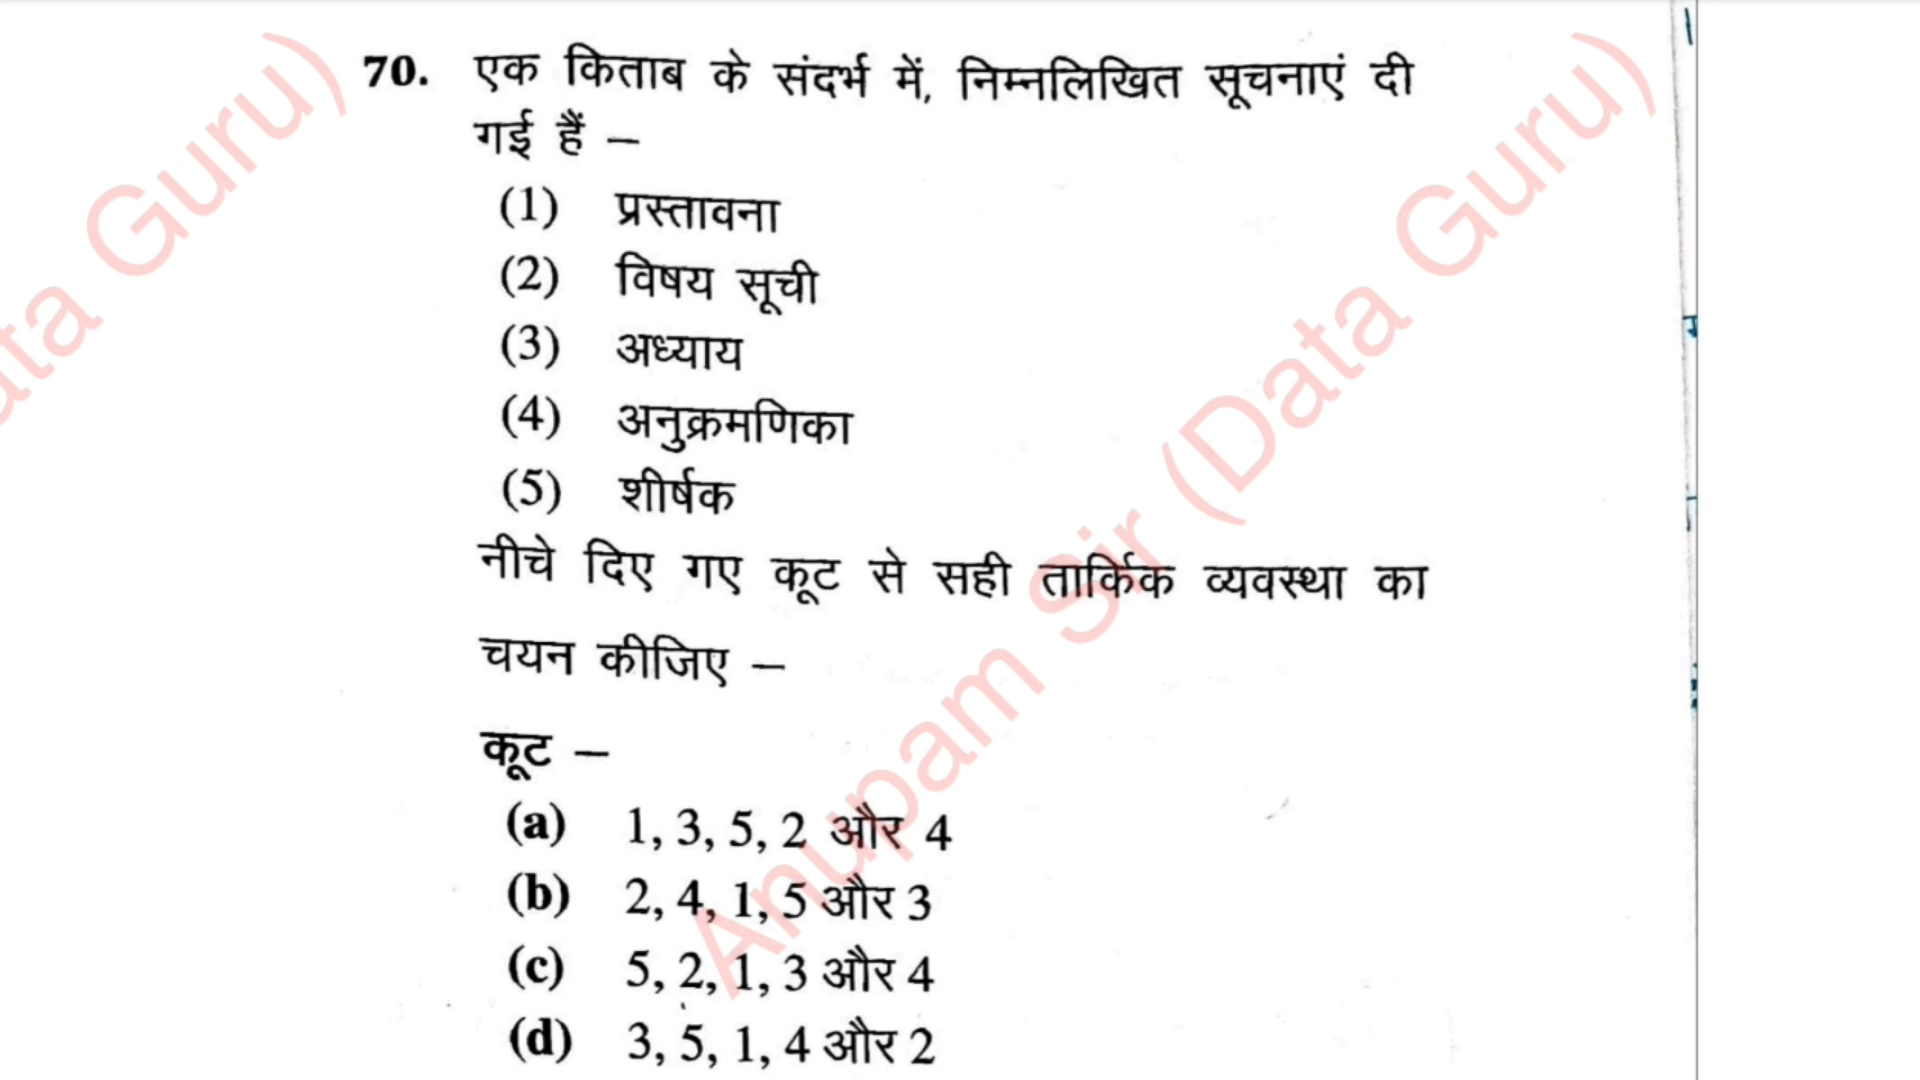 70. एक किताब के संदर्भ में, निम्नलिखित सूचनाएं दी
गई हैं –
(1) प्रस्तावना
(2) विषय सूची
(3) अध्याय
(4) अनुक्रमणिका
(5) शीर्षक
नीचे दिए गए कूट से सही तार्किक व्यवस्था का
चयन कीजिए –
कूट –
(a) 1, 3, 5, 2 और 4
(b) 2, 4, 1, 5 और 3
(c) 5, 2, 1, 3 और 4
(d) 3, 5, 1, 4 और 2
Anupam Sir (Data Guru)
ata Guru)